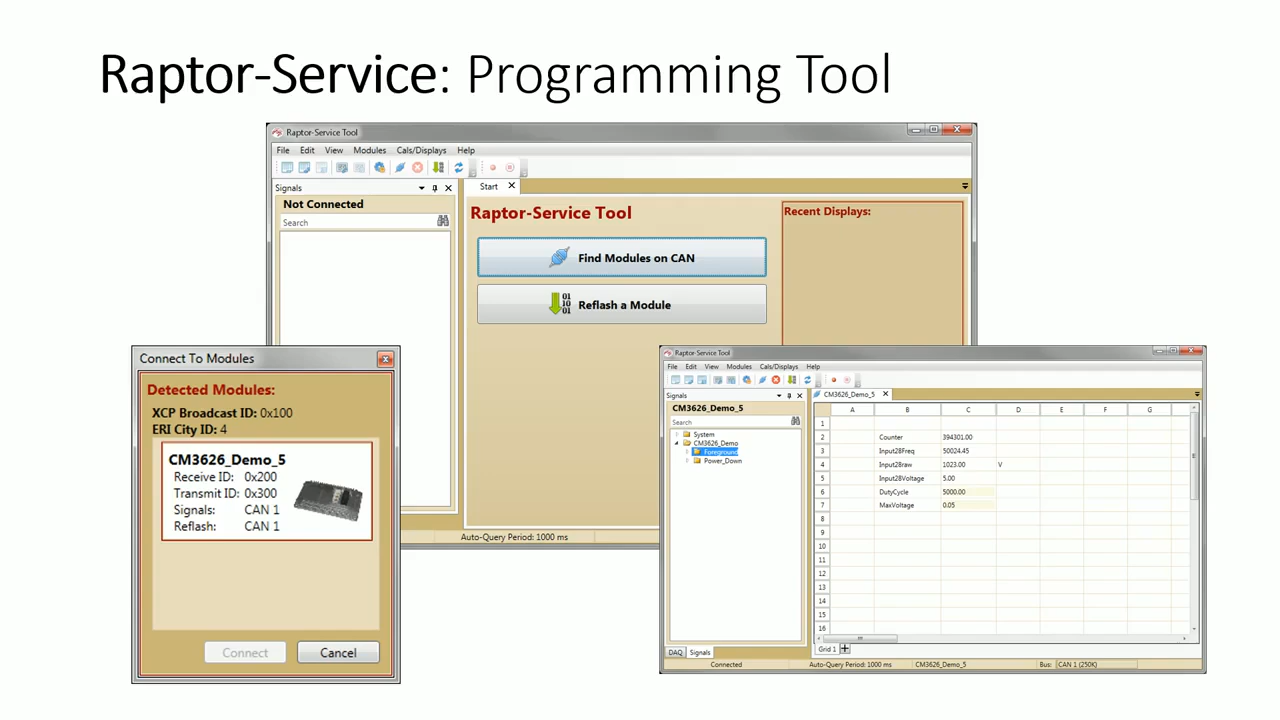 Raptor-Service: Programming Tool
Raptor-Service Tool
File Edit View Modules Cals/Displays Help
Signals
Not Connected
Search
Start
Raptor-Service Tool
Find Modules on CAN
01
10
01
Reflash a Module
Recent Displays:
Auto-Query Period: 1000 ms
Connect To Modules
Detected Modules:
XCP Broadcast ID: 0x100
ERI City ID: 4
CM3626_Demo_5
Receive ID: 0x200
Transmit ID: 0x300
Signals: CAN 1
Reflash: CAN 1
Connect Cancel
Raptor-Service Tool
File Edit View Modules Cals/Displays Help
Signals
CM3626_Demo_5
Search
System
CM3626_Demo
Foreground
Power_Down
DAQ Signals
CM3626_Demo_5
A B C D E F G
1
2 Counter 394301.00
3 Input28Freq 50024.45
4 Input28raw 1023.00 V
5 Input28Voltage 5.00
6 DutyCycle 5000.00
7 MaxVoltage 0.05
8
9
10
11
12
13
14
15
16
Grid 1
Connected Auto-Query Period: 1000 ms CM3626_Demo_5 Bus: CAN 1 (250K)